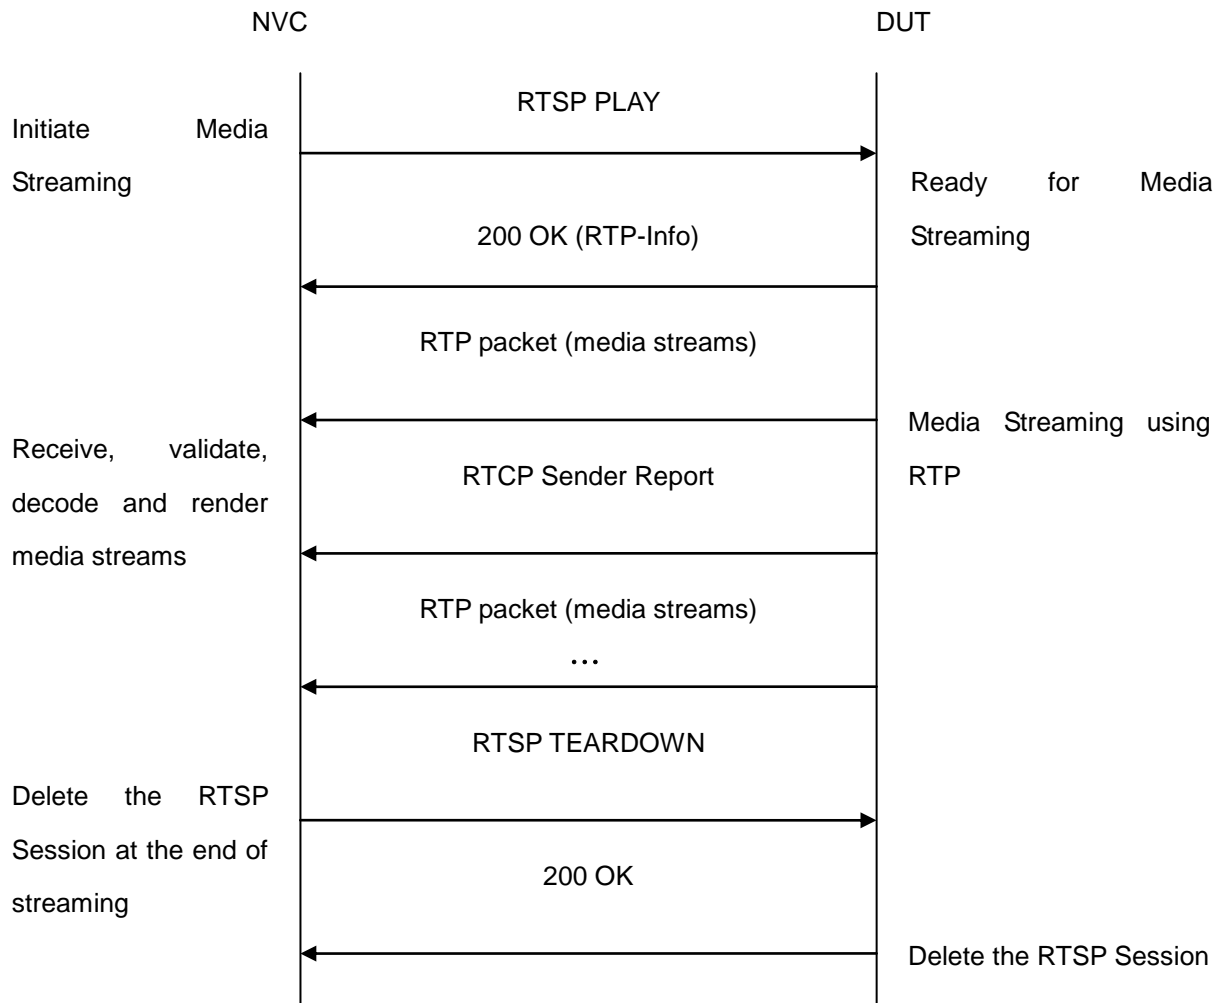 NVC
DUT
RTSP PLAY
Initiate Media
Streaming
Ready for Media
Streaming
200 OK (RTP-Info)
RTP packet (media streams)
Media Streaming using
RTP
Receive, validate,
decode and render
media streams
RTCP Sender Report
RTP packet (media streams)
...
RTSP TEARDOWN
Delete the RTSP
Session at the end of
streaming
200 OK
Delete the RTSP Session